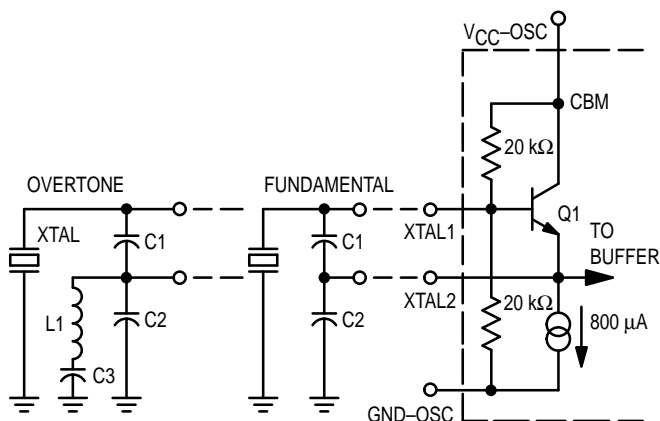 VCC–OSC
CBM
20 kΩ
OVERTONE
FUNDAMENTAL
XTAL
C1
C1
XTAL1
Q1
TO
BUFFER
XTAL2
L1
C2
C2
20 kΩ
800 μA
C3
GND–OSC